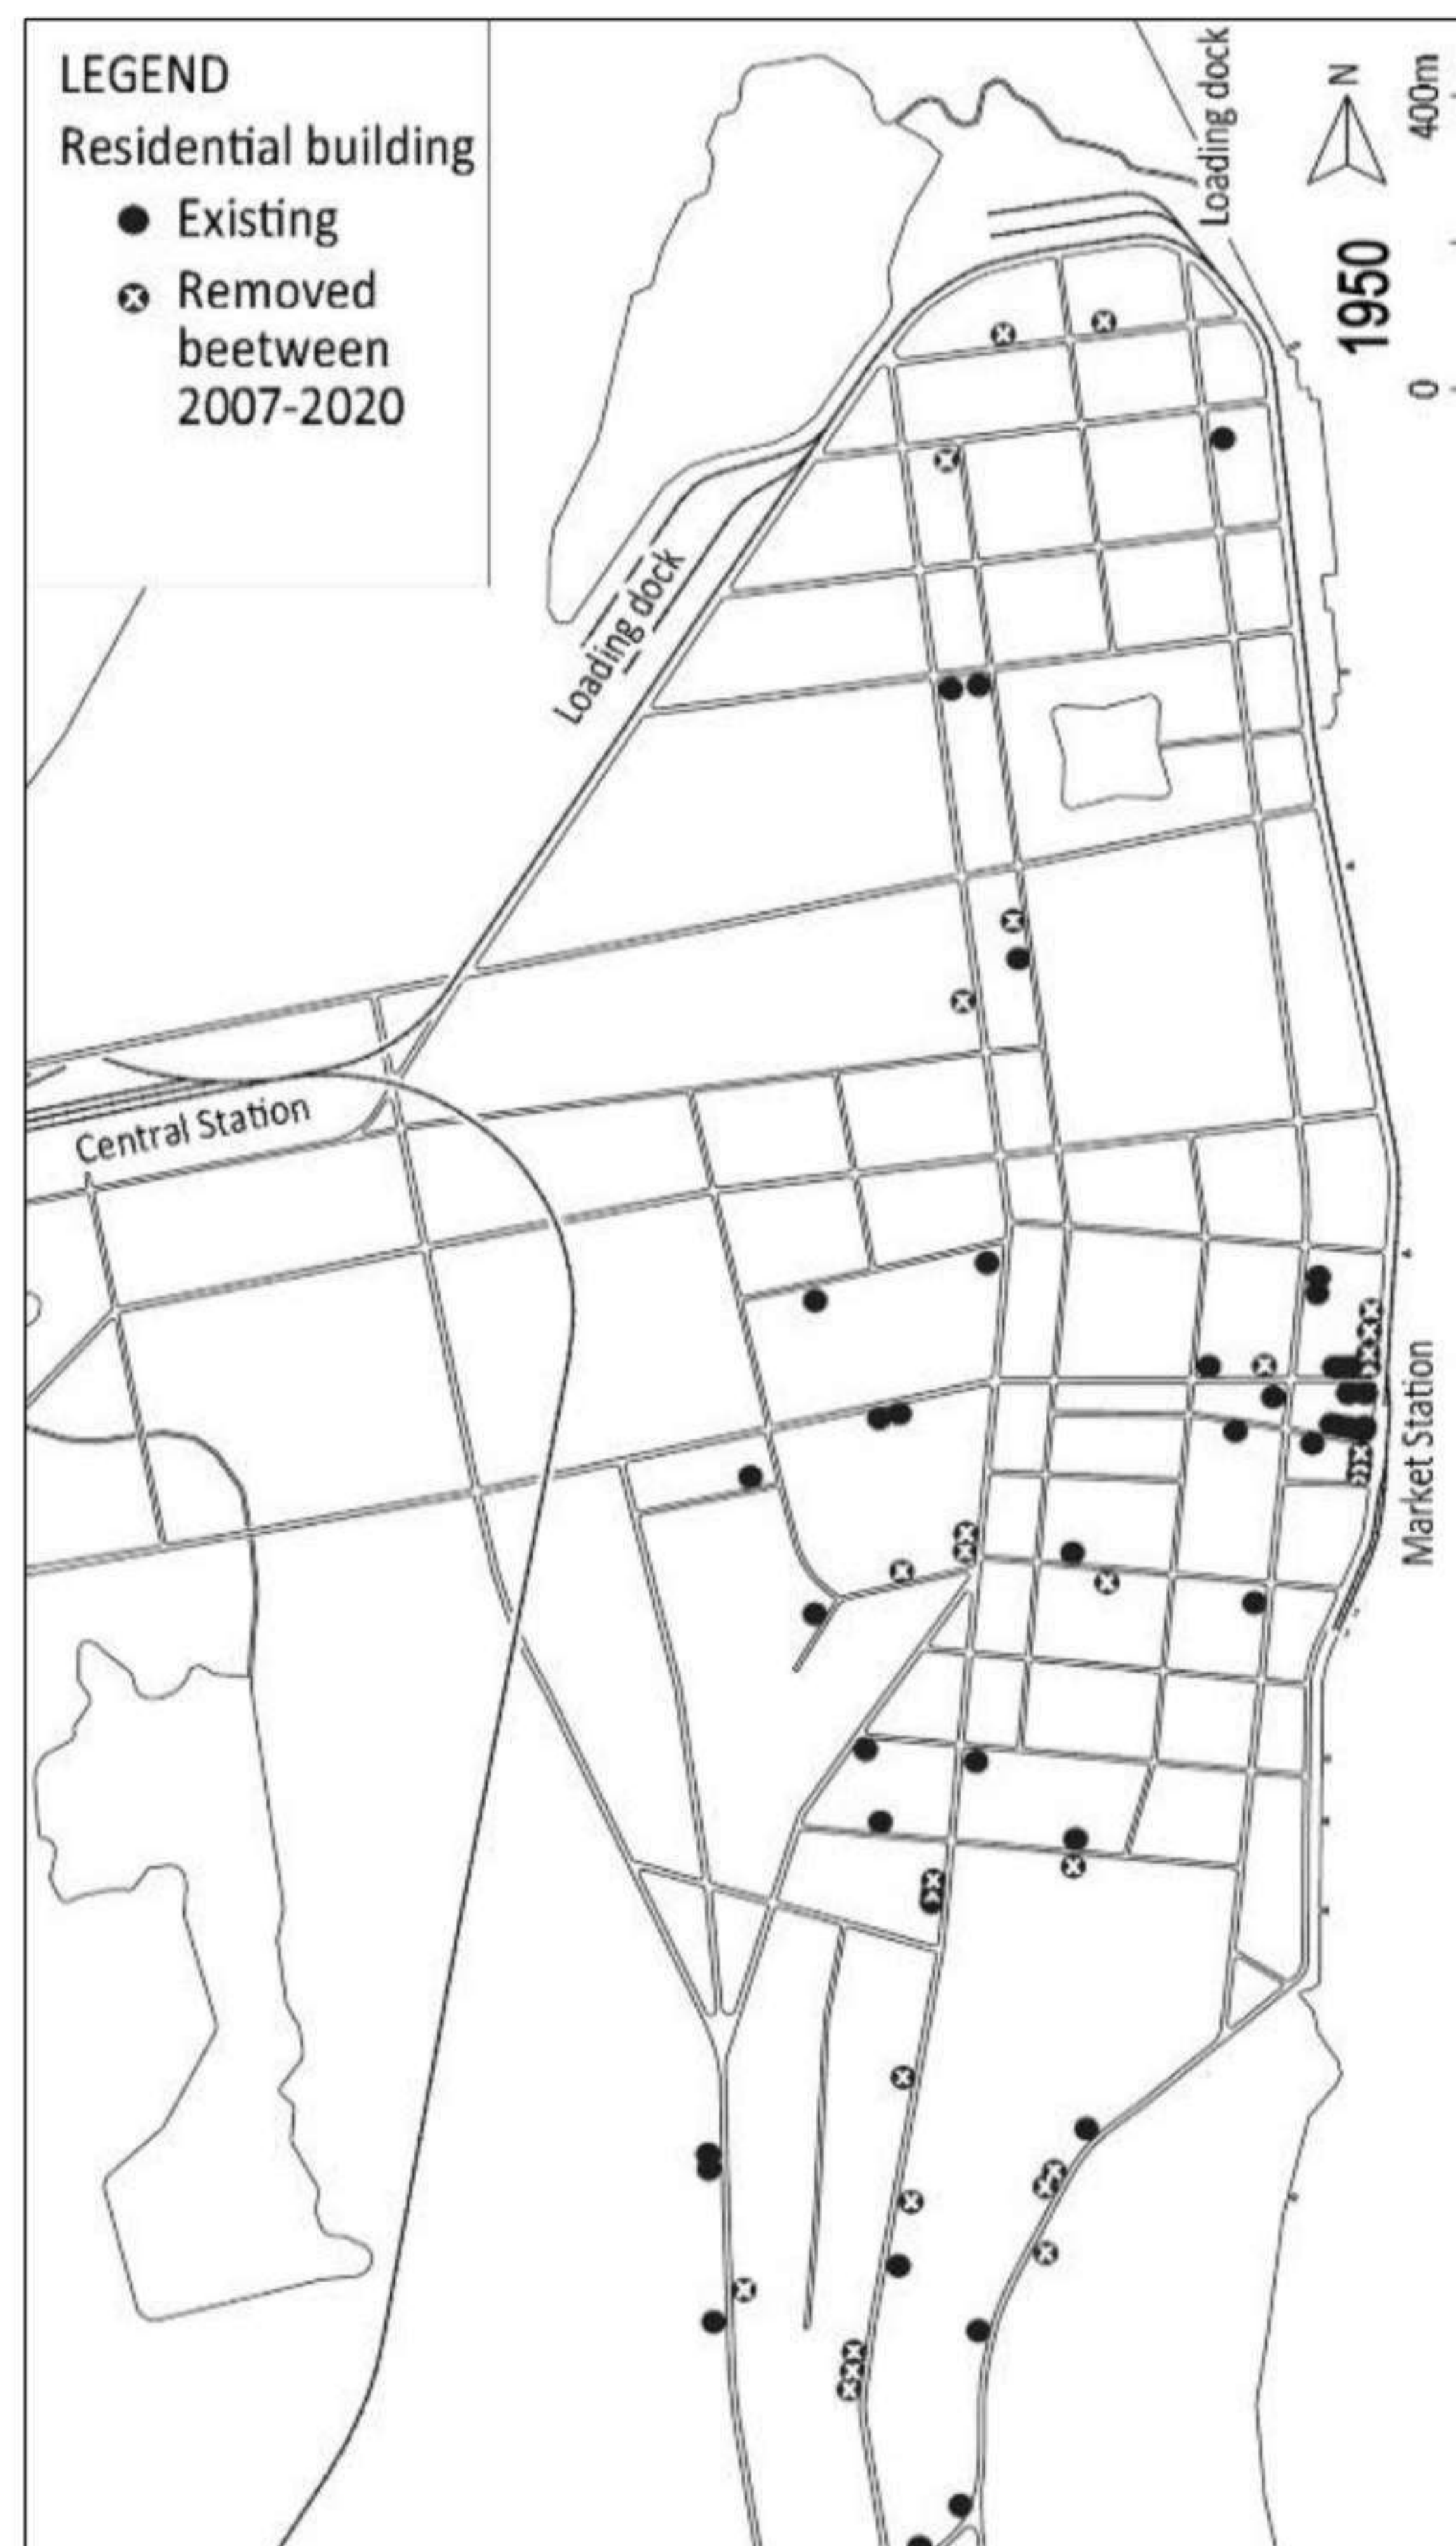 LEGEND
Residential building
Existing
Removed
beetween
2007-2020
Loading dock
N
400m
1950
0
Loading dock
Central Station
Market Station